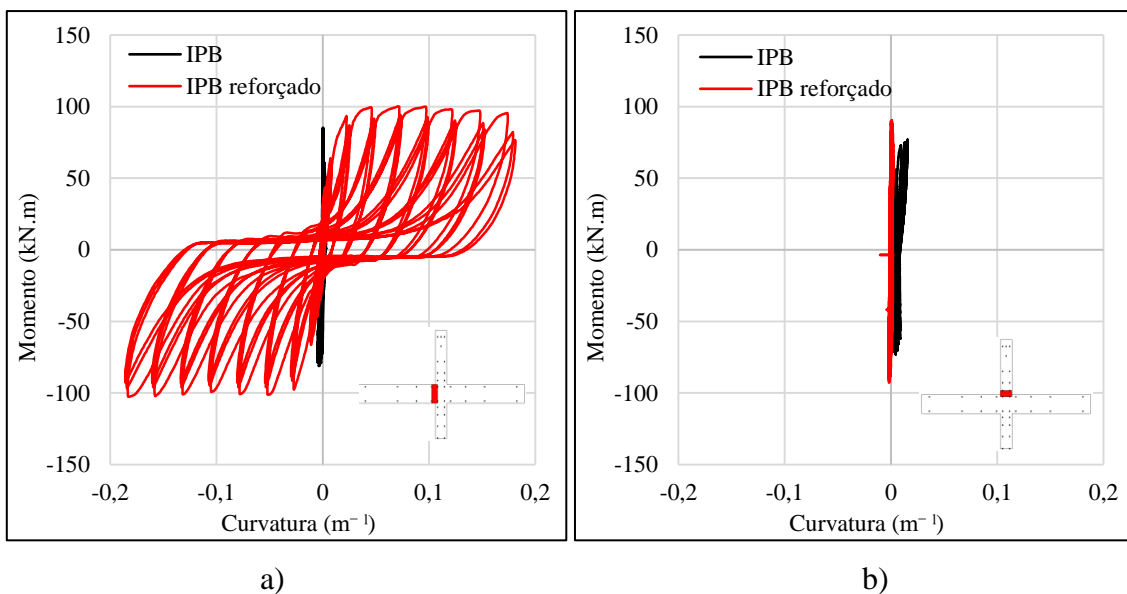 150
100
50
0
-50
-100
-150
Momento (kN.m)
IPB
IPB reforçado
-0,2
-0,1
0
0,1
0,2
Curvatura (m⁻ˡ)
a)
150
100
50
0
-50
-100
-150
Momento (kN.m)
IPB
IPB reforçado
-0,2
-0,1
0
0,1
0,2
Curvatura (m⁻ˡ)
b)